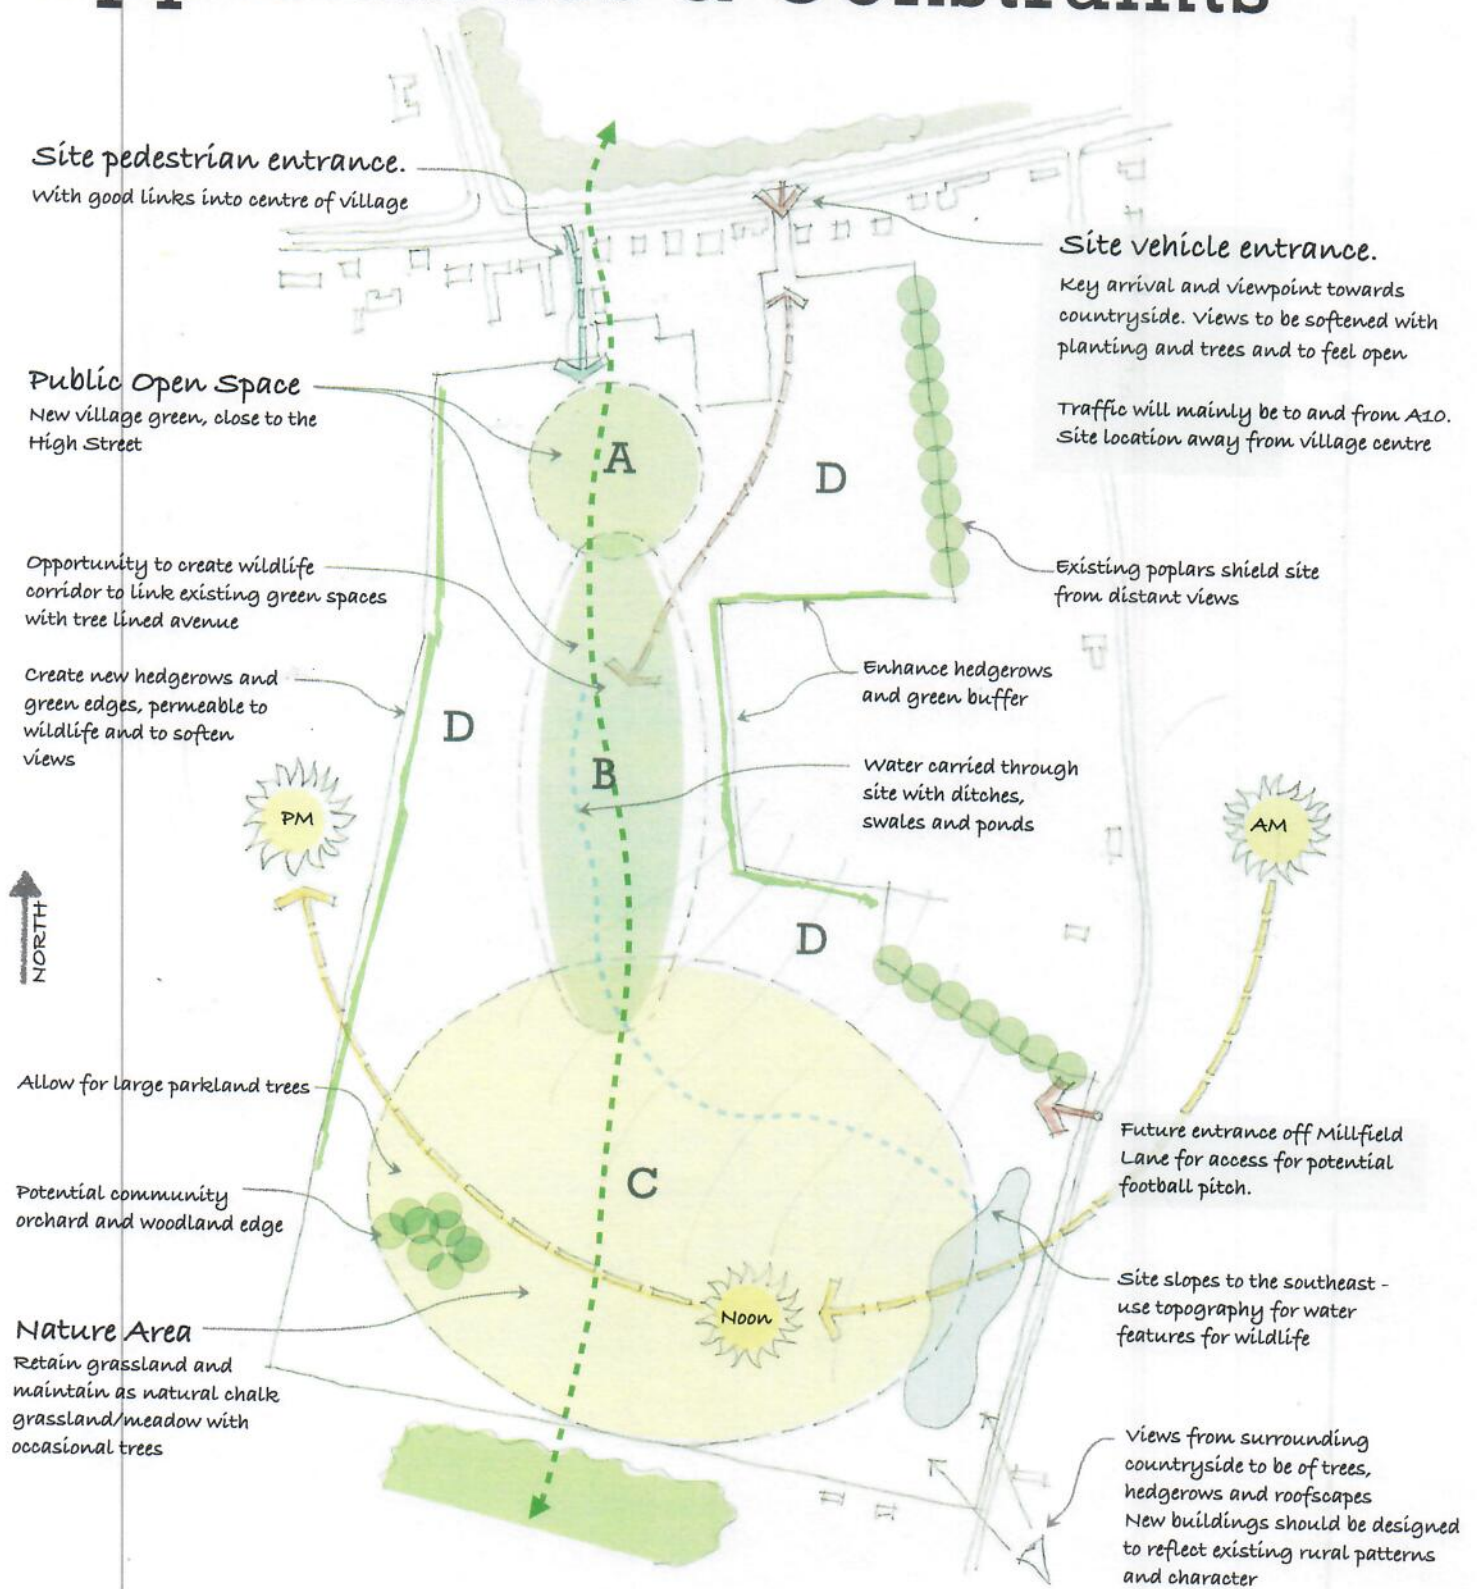 & Constraints
Site pedestrian entrance.
With good links into centre of village
Site vehicle entrance.
Key arrival and viewpoint towards
countryside. Views to be softened with
planting and trees and to feel open
Traffic will mainly be to and from A10.
Site location away from village centre
Public Open Space
New village green, close to the
High Street
A
D
Opportunity to create wildlife
corridor to link existing green spaces
with tree lined avenue
Existing poplars shield site
from distant views
Create new hedgerows and
green edges, permeable to
wildlife and to soften
views
D
Enhance hedgerows
and green buffer
B
Water carried through
site with ditches,
swales and ponds
PM
AM
NORTH
D
Allow for large parkland trees
Future entrance off Millfield
Lane for access for potential
football pitch.
C
Potential community
orchard and woodland edge
Site slopes to the southeast -
use topography for water
features for wildlife
Noon
Nature Area
Retain grassland and
maintain as natural chalk
grassland/meadow with
occasional trees
Views from surrounding
countryside to be of trees,
hedgerows and roofscapes
New buildings should be designed
to reflect existing rural patterns
and character